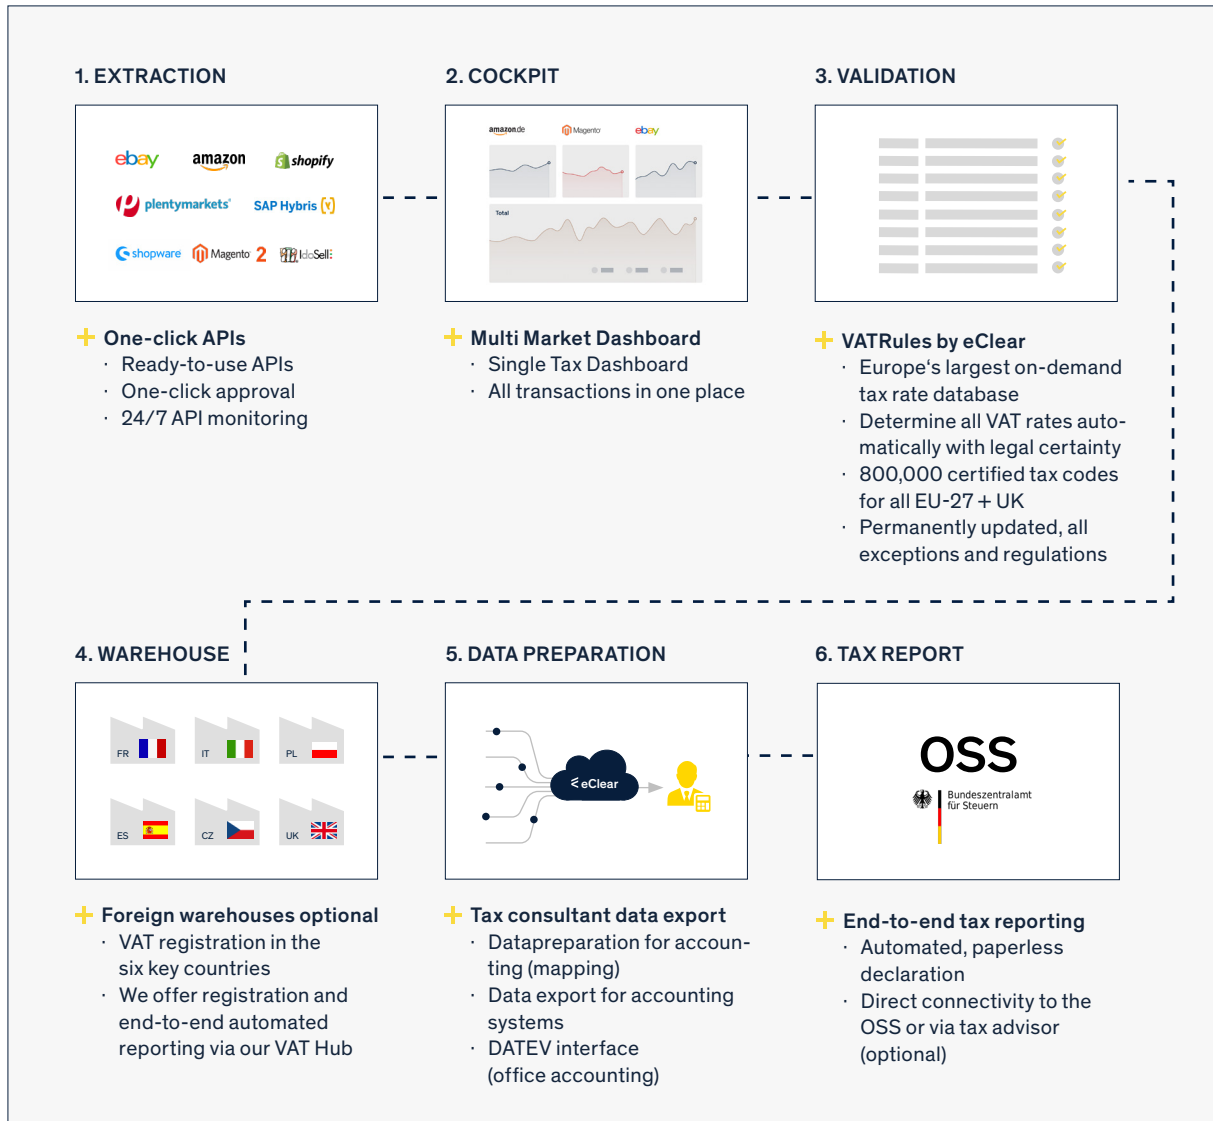 1. EXTRACTION
ebay amazon shopify
plentymarkets SAP Hybris (Y)
shopware Magento 2 IdoSell
+ One-click APIs
· Ready-to-use APIs
· One-click approval
· 24/7 API monitoring
2. COCKPIT
amazon.de Magento ebay
Total
+ Multi Market Dashboard
· Single Tax Dashboard
· All transactions in one place
3. VALIDATION
+ VATRules by eClear
· Europe‘s largest on-demand
tax rate database
· Determine all VAT rates auto-
matically with legal certainty
· 800,000 certified tax codes
for all EU-27 + UK
· Permanently updated, all
exceptions and regulations
4. WAREHOUSE
FR IT PL
ES CZ UK
+ Foreign warehouses optional
· VAT registration in the
six key countries
· We offer registration and
end-to-end automated
reporting via our VAT Hub
5. DATA PREPARATION
eClear
+ Tax consultant data export
· Datapreparation for accoun-
ting (mapping)
· Data export for accounting
systems
· DATEV interface
(office accounting)
6. TAX REPORT
OSS
Bundeszentralamt
für Steuern
+ End-to-end tax reporting
· Automated, paperless
declaration
· Direct connectivity to the
OSS or via tax advisor
(optional)